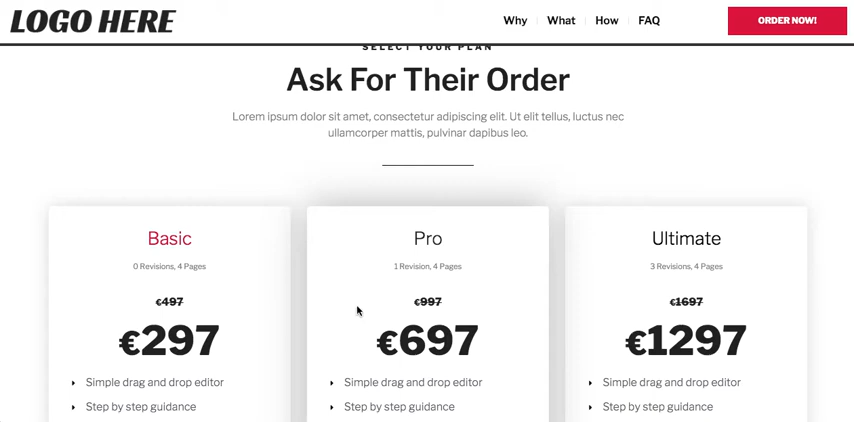 LOGO HERE
Why What How FAQ
ORDER NOW!
SELECT YOUR PLAN
Ask For Their Order
Lorem ipsum dolor sit amet, consectetur adipiscing elit. Ut elit tellus, luctus nec
ullamcorper mattis, pulvinar dapibus leo.
Basic
0 Revisions, 4 Pages
€497
€297
Simple drag and drop editor
Step by step guidance
Pro
1 Revision, 4 Pages
€997
€697
Simple drag and drop editor
Step by step guidance
Ultimate
3 Revisions, 4 Pages
€1697
€1297
Simple drag and drop editor
Step by step guidance